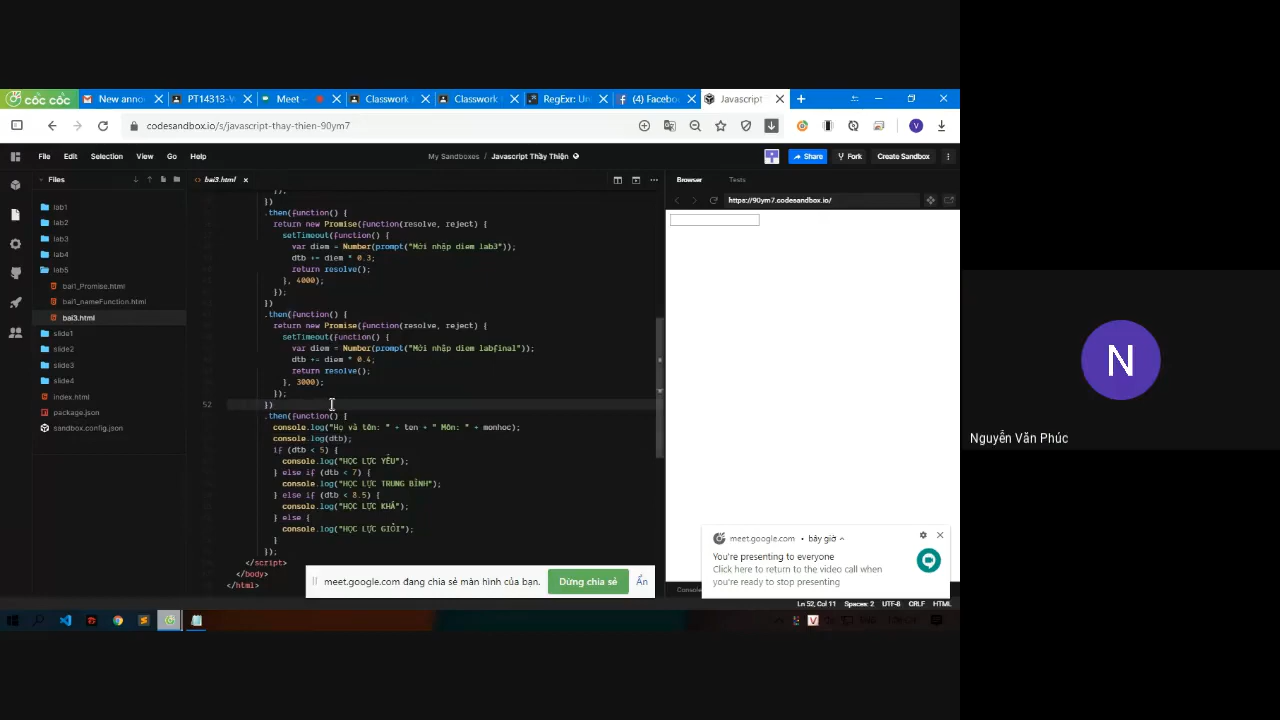 cốc cốc
New anno
PT14313-W
Meet -
Classwork
Classwork
RegExr: Un
(4) Facebo
Javascript
codesandbox.io/s/javascript-thay-thien-90ym7
V
File Edit Selection View Go Help
My Sandboxes / Javascript Thầy Thiện
Share
Fork
Create Sandbox
Files
lab1
lab2
lab3
lab4
lab5
bai1_Promise.html
bai1_nameFunction.html
bai3.html
slide1
slide2
slide3
slide4
index.html
package.json
sandbox.config.json
<> bai3.html
});
})
.then(function() {
return new Promise(function(resolve, reject) {
setTimeout(function() {
var diem = Number(prompt("Mời nhập diem lab3"));
dtb += diem * 0.3;
return resolve();
}, 4000);
});
})
.then(function() {
return new Promise(function(resolve, reject) {
setTimeout(function() {
var diem = Number(prompt("Mời nhập diem labfinal"));
dtb += diem * 0.4;
return resolve();
}, 3000);
});
52 })
.then(function() {
console.log("Họ và tên: " + ten + " Môn: " + monhoc);
console.log(dtb);
if (dtb < 5) {
console.log("HỌC LỰC YẾU");
} else if (dtb < 7) {
console.log("HỌC LỰC TRUNG BÌNH");
} else if (dtb < 8.5) {
console.log("HỌC LỰC KHÁ");
} else {
console.log("HỌC LỰC GIỎI");
}
});
</script>
</body>
</html>
Browser Tests
https://90ym7.codesandbox.io/
meet.google.com • bây giờ
You're presenting to everyone
Click here to return to the video call when
you're ready to stop presenting
meet.google.com đang chia sẻ màn hình của bạn.
Dừng chia sẻ
Ẩn
Console
Ln 52, Col 11 Spaces: 2 UTF-8 CRLF HTML
N
Nguyễn Văn Phúc